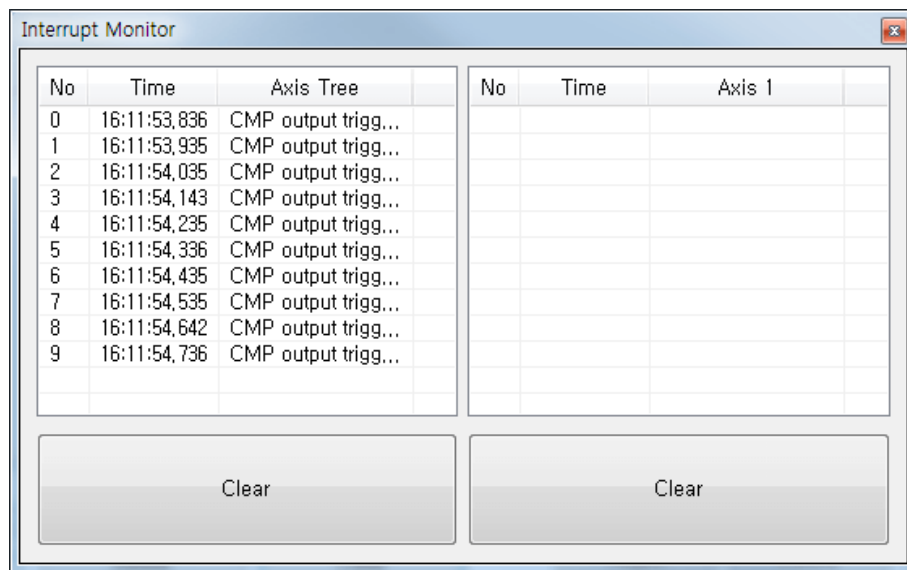 Interrupt Monitor
No Time Axis Tree
0 16:11:53,836 CMP output trigg...
1 16:11:53,935 CMP output trigg...
2 16:11:54,035 CMP output trigg...
3 16:11:54,143 CMP output trigg...
4 16:11:54,235 CMP output trigg...
5 16:11:54,336 CMP output trigg...
6 16:11:54,435 CMP output trigg...
7 16:11:54,535 CMP output trigg...
8 16:11:54,642 CMP output trigg...
9 16:11:54,736 CMP output trigg...
Clear
No Time Axis 1
Clear